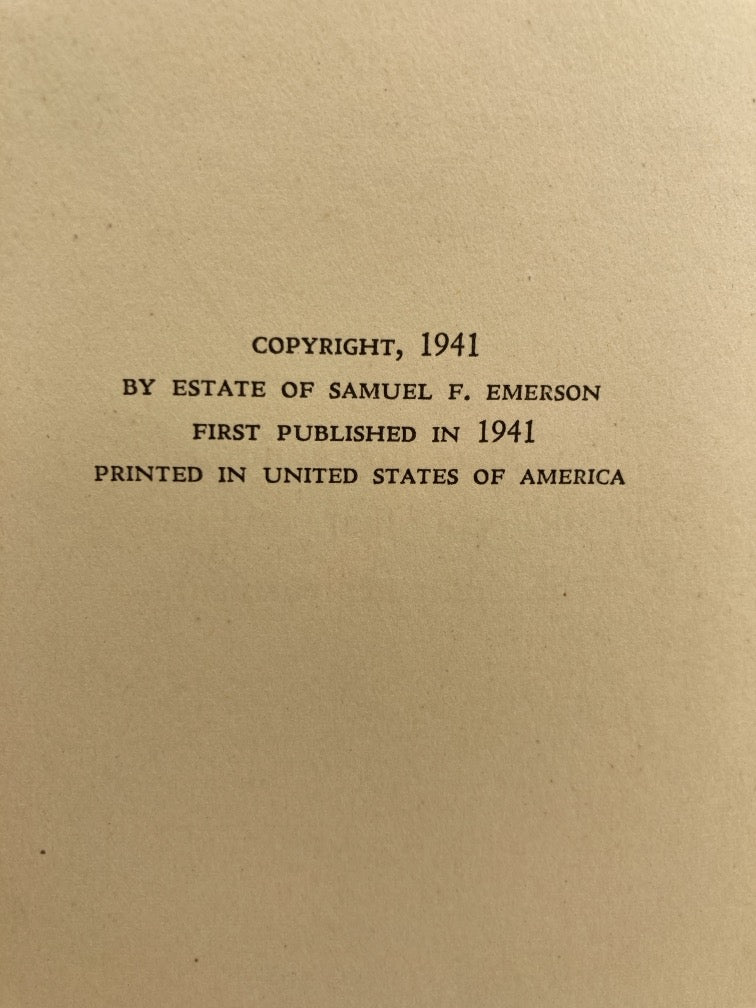 COPYRIGHT, 1941
BY ESTATE OF SAMUEL F. EMERSON
FIRST PUBLISHED IN 1941
PRINTED IN UNITED STATES OF AMERICA